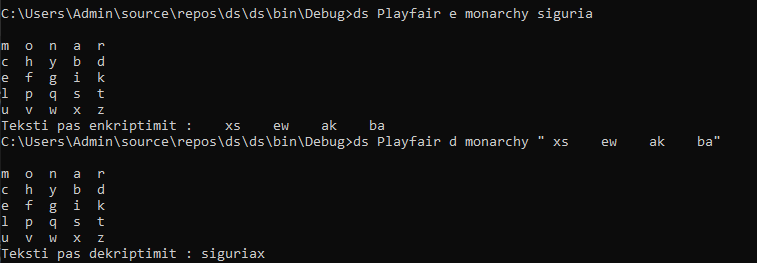 C:\Users\Admin\source\repos\ds\ds\bin\Debug>ds Playfair e monarchy siguria
m o n a r
c h y b d
e f g i k
l p q s t
u v w x z
Teksti pas enkriptimit : xs ew ak ba
C:\Users\Admin\source\repos\ds\ds\bin\Debug>ds Playfair d monarchy " xs ew ak ba"
m o n a r
c h y b d
e f g i k
l p q s t
u v w x z
Teksti pas dekriptimit : siguriax